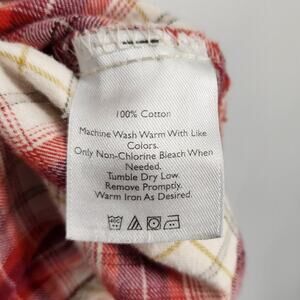 100% Cotton
Machine Wash Warm With Like
Colors.
Only Non-Chlorine Bleach When
Needed.
Tumble Dry Low.
Remove Promptly.
Warm Iron As Desired.